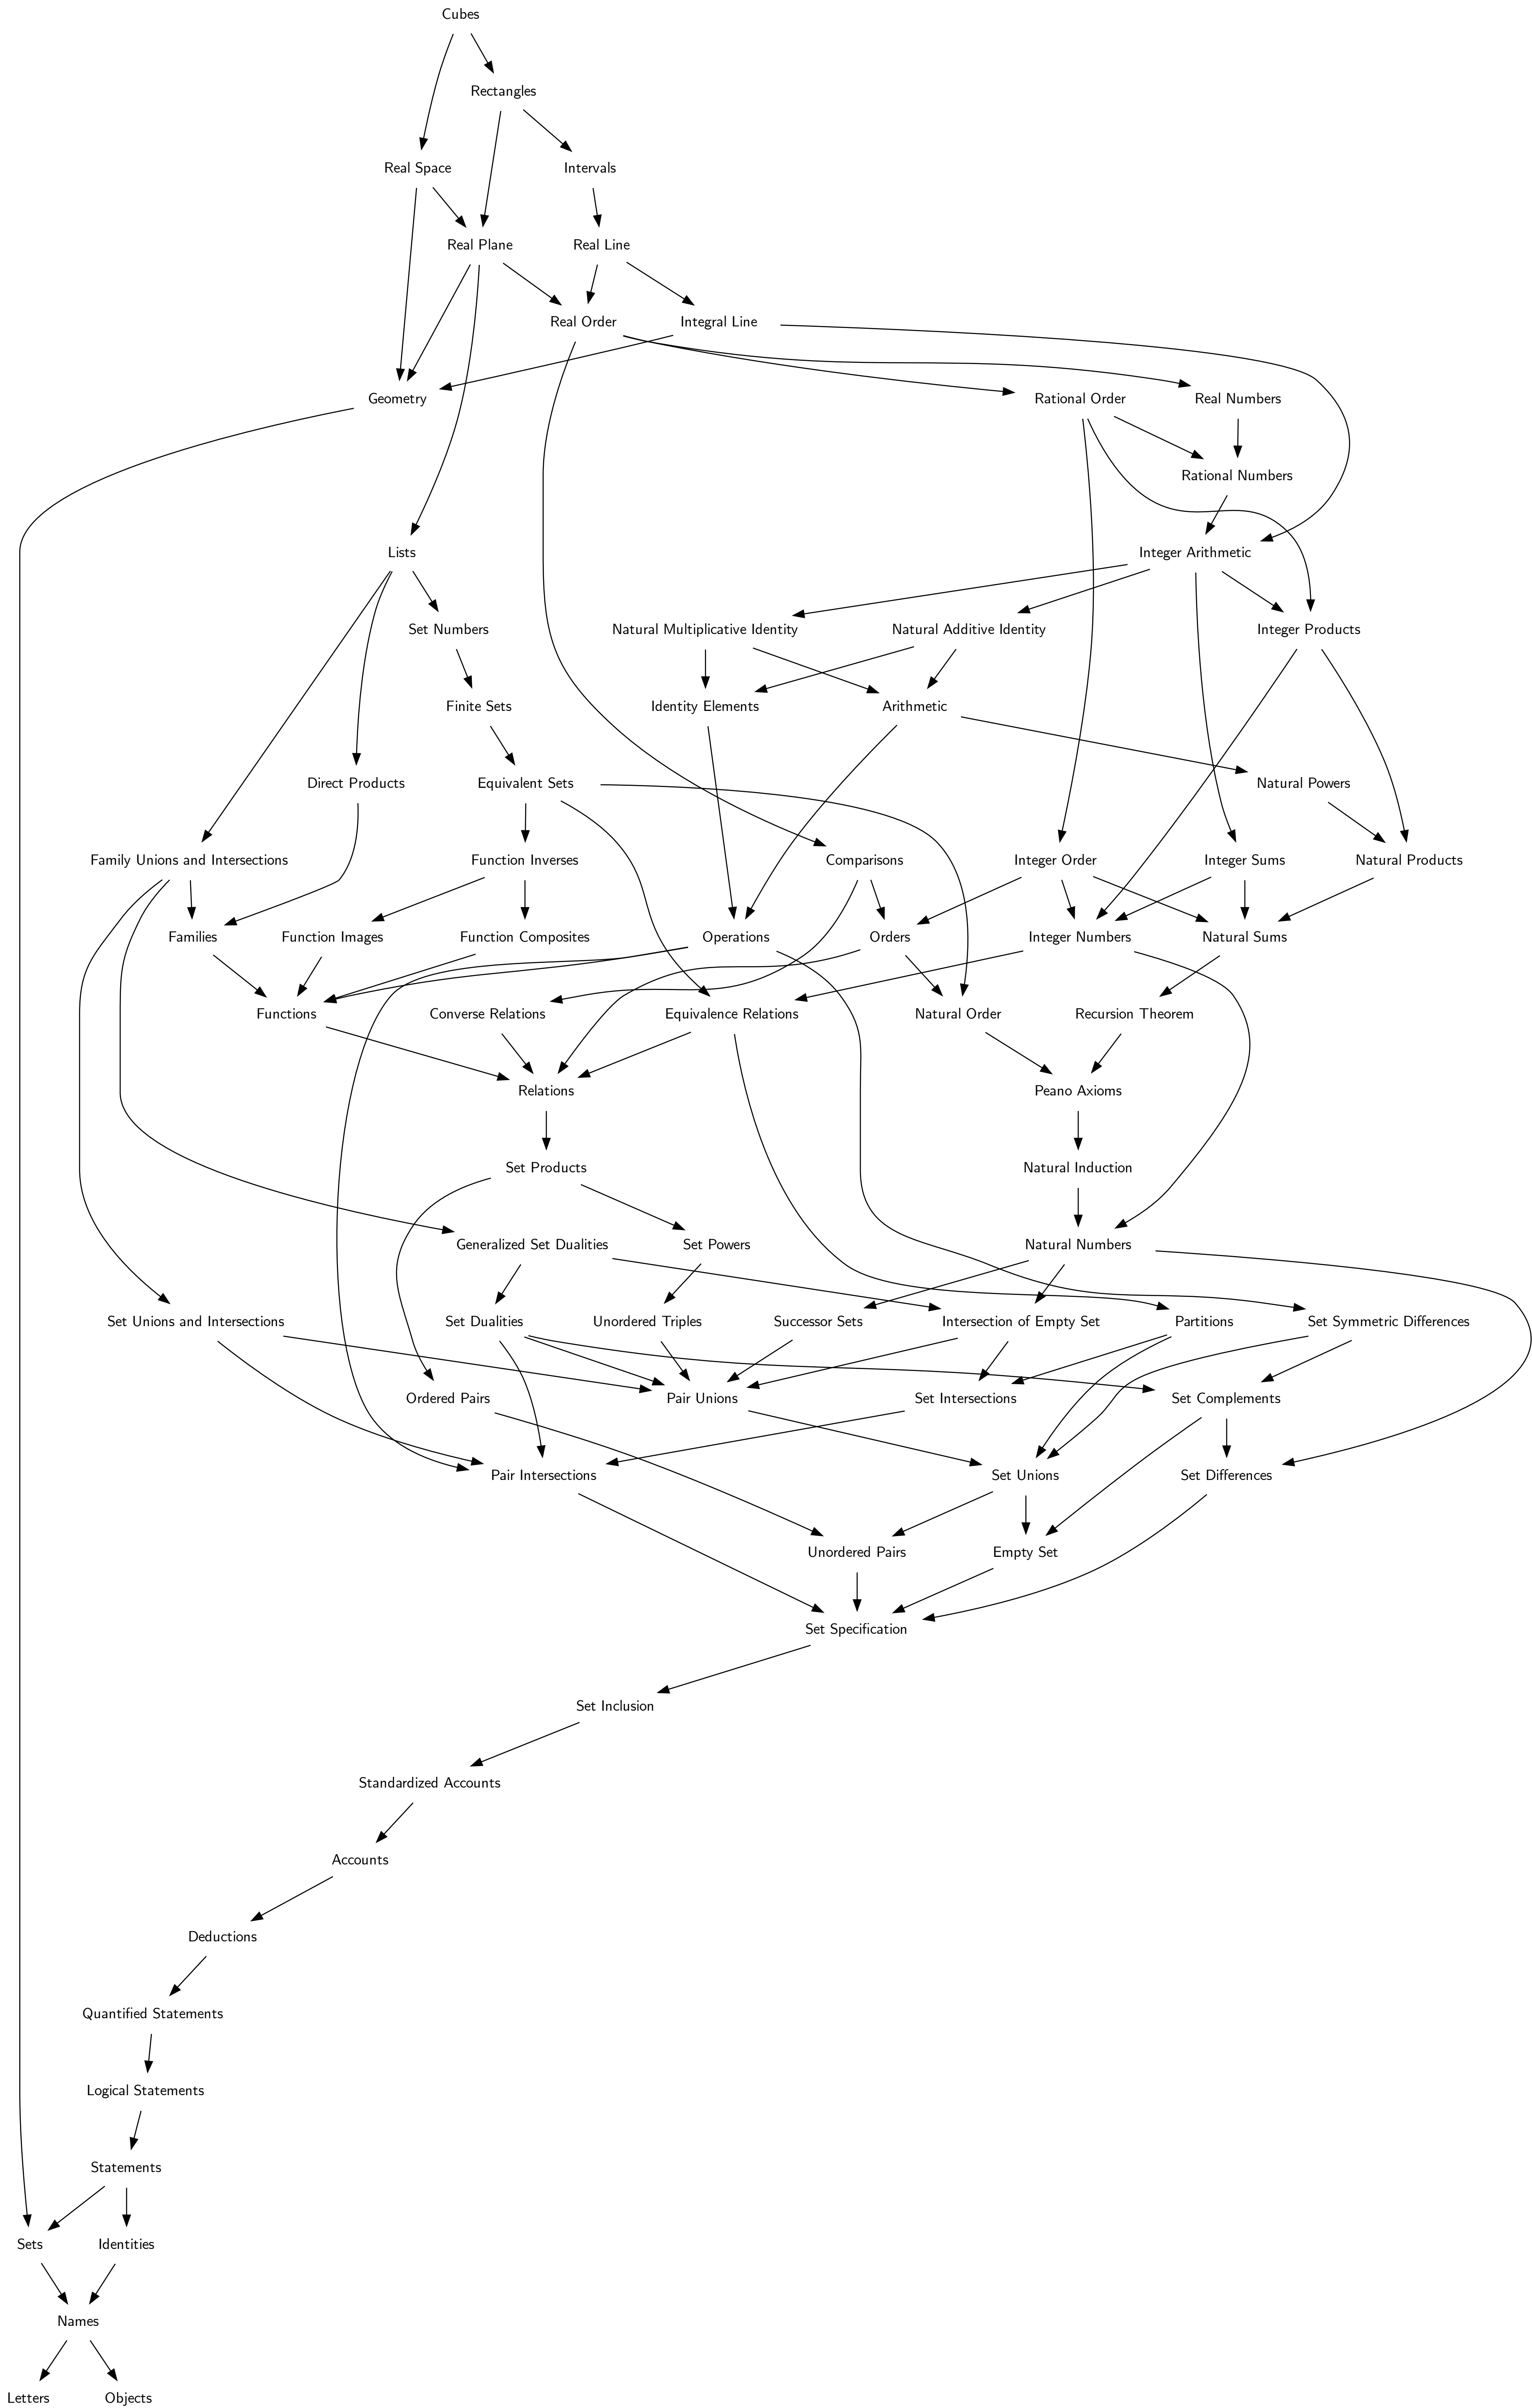 Cubes
Rectangles
Real Space
Intervals
Real Plane
Real Line
Real Order
Integral Line
Geometry
Rational Order
Real Numbers
Rational Numbers
Lists
Integer Arithmetic
Set Numbers
Natural Multiplicative Identity
Natural Additive Identity
Integer Products
Finite Sets
Identity Elements
Arithmetic
Direct Products
Equivalent Sets
Natural Powers
Family Unions and Intersections
Function Inverses
Comparisons
Integer Order
Integer Sums
Natural Products
Families
Function Images
Function Composites
Operations
Orders
Integer Numbers
Natural Sums
Functions
Converse Relations
Equivalence Relations
Natural Order
Recursion Theorem
Relations
Peano Axioms
Set Products
Natural Induction
Generalized Set Dualities
Set Powers
Natural Numbers
Set Unions and Intersections
Set Dualities
Unordered Triples
Successor Sets
Intersection of Empty Set
Partitions
Set Symmetric Differences
Ordered Pairs
Pair Unions
Set Intersections
Set Complements
Pair Intersections
Set Unions
Set Differences
Unordered Pairs
Empty Set
Set Specification
Set Inclusion
Standardized Accounts
Accounts
Deductions
Quantified Statements
Logical Statements
Statements
Sets
Identities
Names
Letters
Objects